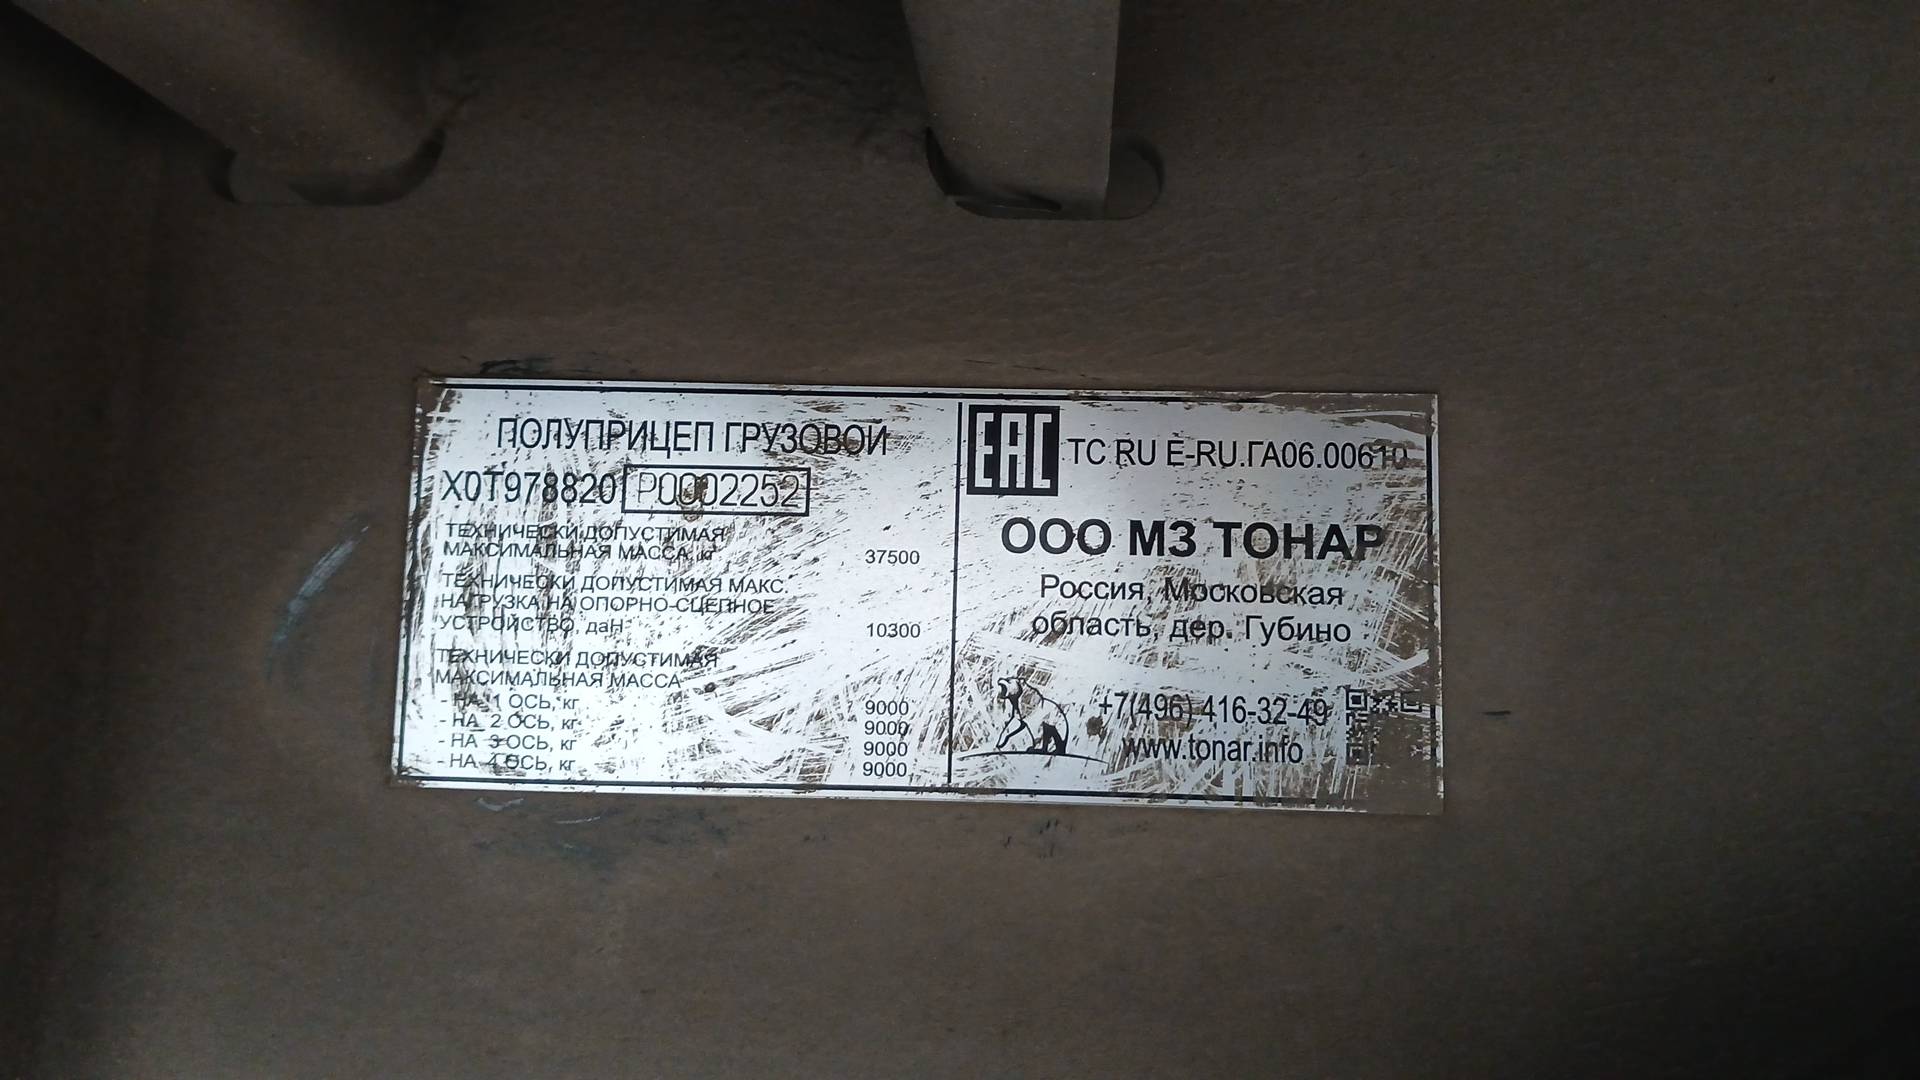 ПОЛУПРИЦЕП ГРУЗОВОЙ
X0T978820 P0002252
ТЕХНИЧЕСКИ ДОПУСТИМАЯ
МАКСИМАЛЬНАЯ МАССА, кг 37500
ТЕХНИЧЕСКИ ДОПУСТИМАЯ МАКС.
НАГРУЗКА НА ОПОРНО-СЦЕПНОЕ
УСТРОЙСТВО, даН 10300
ТЕХНИЧЕСКИ ДОПУСТИМАЯ
МАКСИМАЛЬНАЯ МАССА
- НА 1 ОСЬ, кг 9000
- НА 2 ОСЬ, кг 9000
- НА 3 ОСЬ, кг 9000
- НА 4 ОСЬ, кг 9000
EAC TC RU E-RU.ГА06.00610
ООО МЗ ТОНАР
Россия, Московская
область, дер. Губино
+7(496) 416-32-49
www.tonar.info